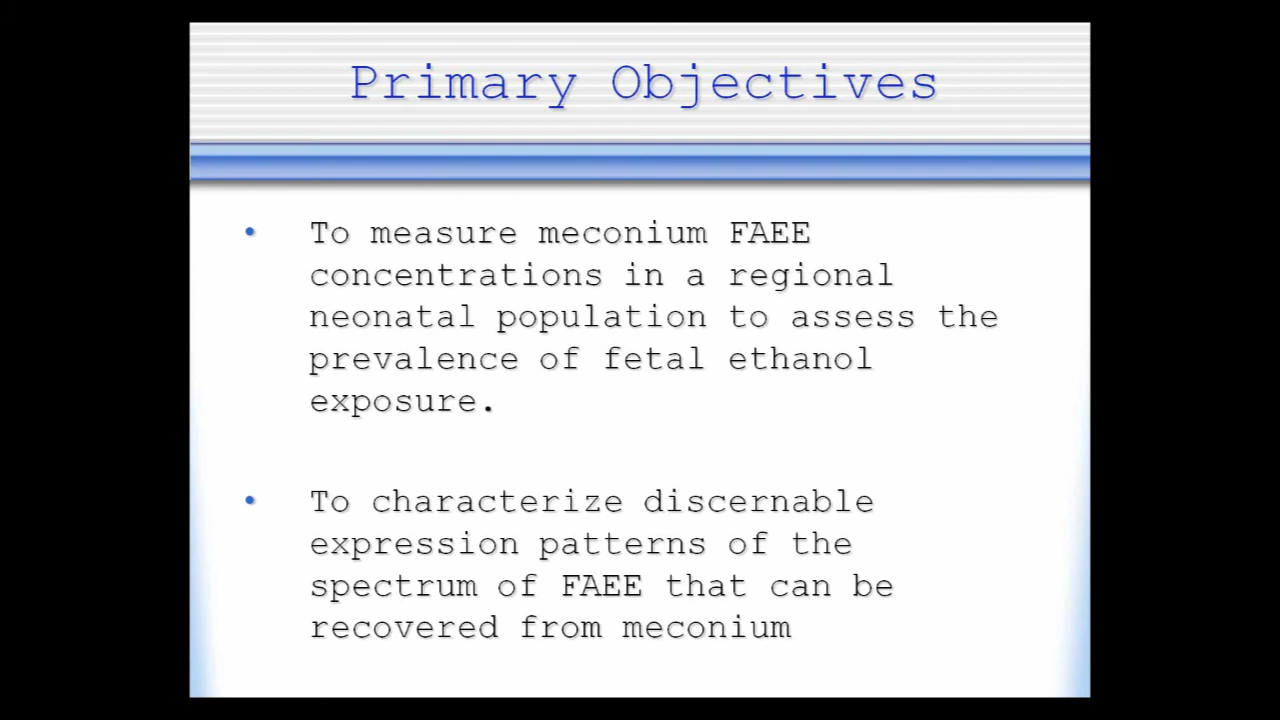 Primary Objectives
• To measure meconium FAEE
concentrations in a regional
neonatal population to assess the
prevalence of fetal ethanol
exposure.
• To characterize discernable
expression patterns of the
spectrum of FAEE that can be
recovered from meconium